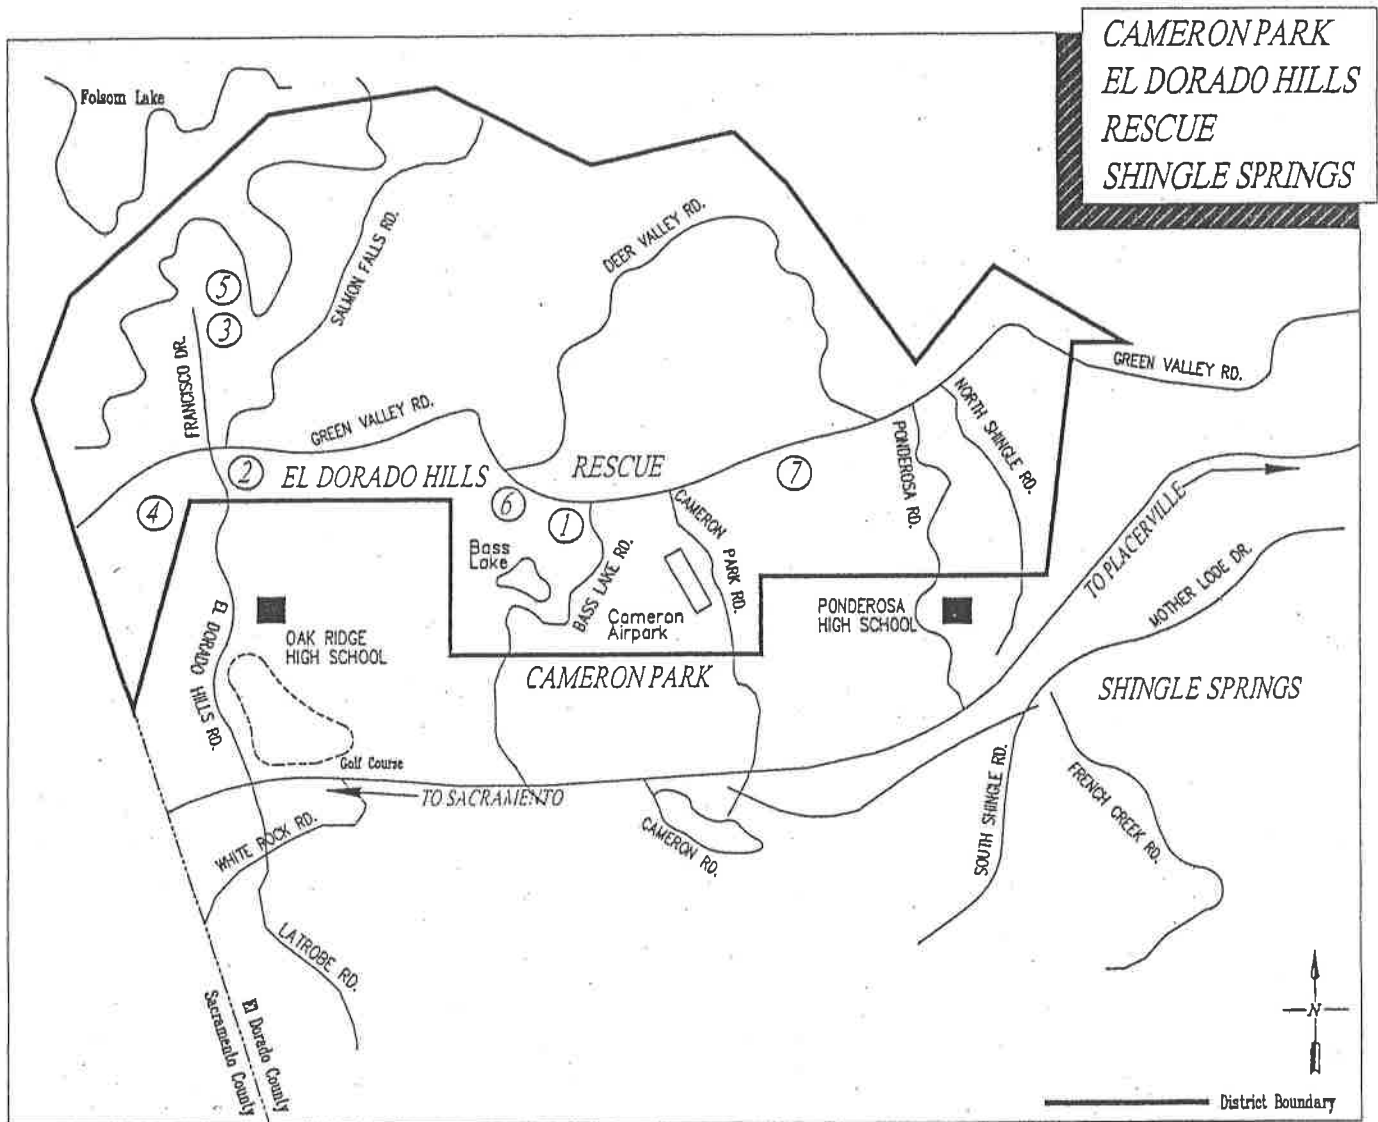 CAMERON PARK
EL DORADO HILLS
RESCUE
SHINGLE SPRINGS
Folsom Lake
SALMON FALLS RD.
DEER VALLEY RD.
5
3
FRANCISCO DR.
GREEN VALLEY RD.
GREEN VALLEY RD.
NORTH SHINGLE RD.
PONDEROSA RD.
2
EL DORADO HILLS
RESCUE
7
4
6
1
CAMERON PARK RD.
TO PLACERVILLE
Bass
Lake
BASS LAKE RD.
MOTHER LODE DR.
Cameron
Airpark
PONDEROSA
HIGH SCHOOL
EL DORADO HILLS RD.
OAK RIDGE
HIGH SCHOOL
CAMERON PARK
SHINGLE SPRINGS
Golf Course
TO SACRAMENTO
WHITE ROCK RD.
CAMERON RD.
SOUTH SHINGLE RD.
FRENCH CREEK RD.
LATROBE RD.
El Dorado County
Sacramento County
N
District Boundary